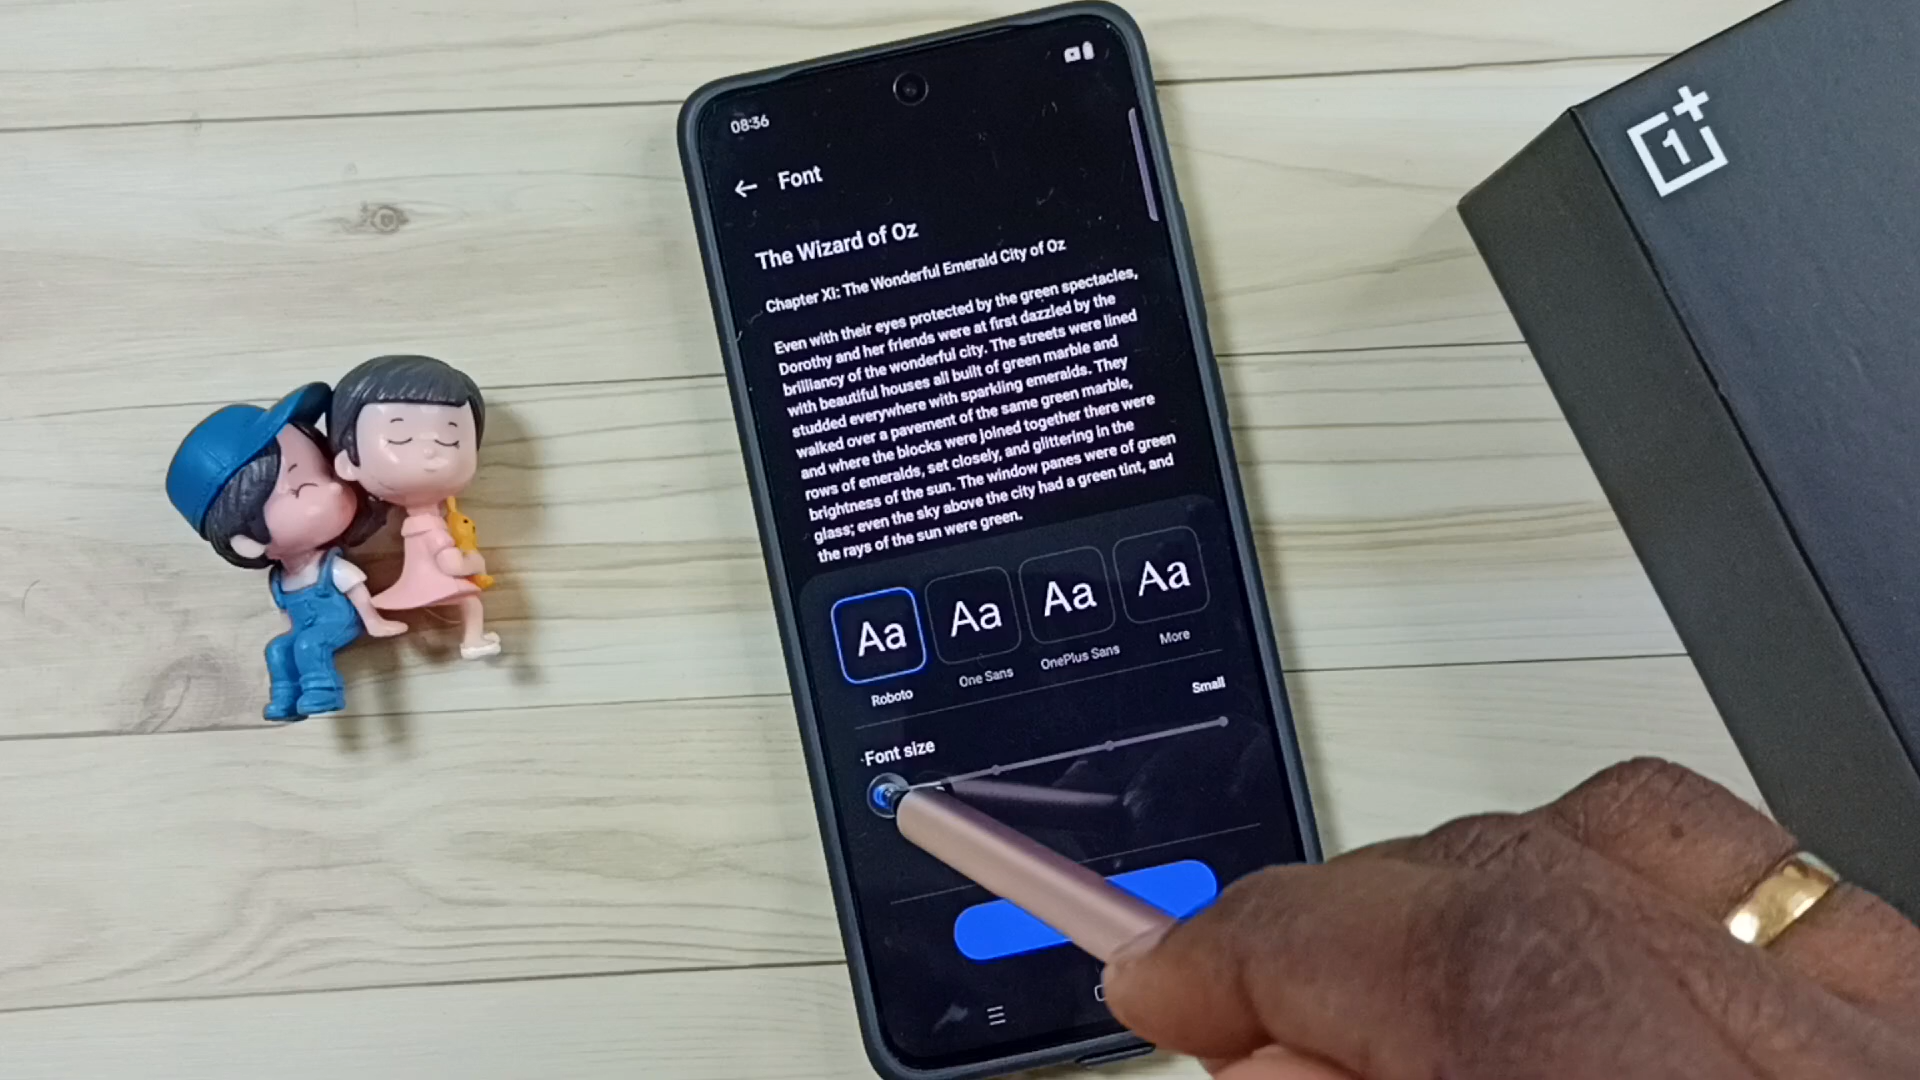 08:36
Font
The Wizard of Oz
Chapter XI: The Wonderful Emerald City of Oz
Even with their eyes protected by the green spectacles,
Dorothy and her friends were at first dazzled by the
brilliancy of the wonderful city. The streets were lined
with beautiful houses all built of green marble and
studded everywhere with sparkling emeralds. They
walked over a pavement of the same green marble,
and where the blocks were joined together there were
rows of emeralds, set closely, and glittering in the
brightness of the sun. The window panes were of green
glass; even the sky above the city had a green tint, and
the rays of the sun were green.
Aa Aa Aa Aa
Roboto One Sans OnePlus Sans More
Small
Font size
1+